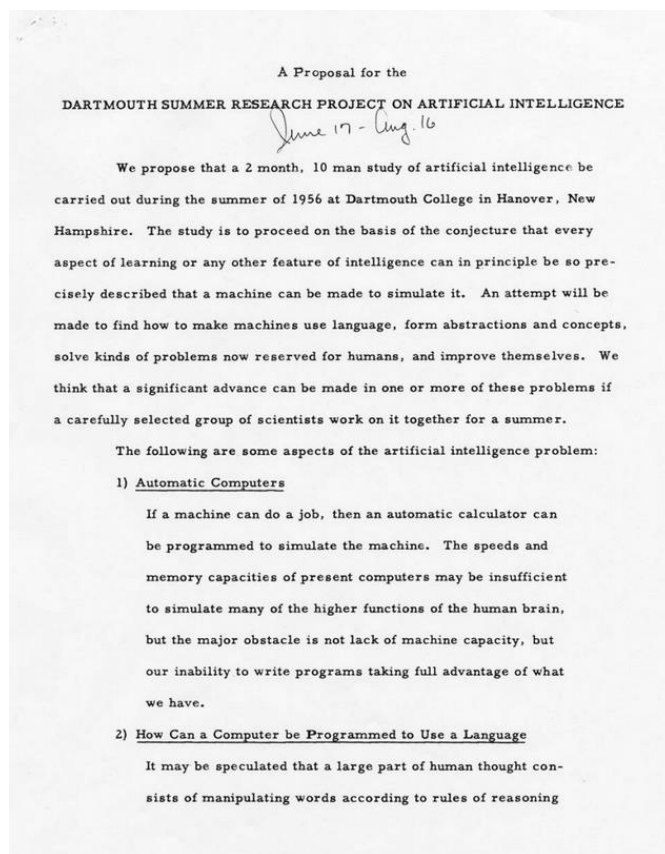 A Proposal for the
DARTMOUTH SUMMER RESEARCH PROJECT ON ARTIFICIAL INTELLIGENCE
June 17 - Aug. 16
We propose that a 2 month, 10 man study of artificial intelligence be
carried out during the summer of 1956 at Dartmouth College in Hanover, New
Hampshire. The study is to proceed on the basis of the conjecture that every
aspect of learning or any other feature of intelligence can in principle be so pre-
cisely described that a machine can be made to simulate it. An attempt will be
made to find how to make machines use language, form abstractions and concepts,
solve kinds of problems now reserved for humans, and improve themselves. We
think that a significant advance can be made in one or more of these problems if
a carefully selected group of scientists work on it together for a summer.
The following are some aspects of the artificial intelligence problem:
1) Automatic Computers
If a machine can do a job, then an automatic calculator can
be programmed to simulate the machine. The speeds and
memory capacities of present computers may be insufficient
to simulate many of the higher functions of the human brain,
but the major obstacle is not lack of machine capacity, but
our inability to write programs taking full advantage of what
we have.
2) How Can a Computer be Programmed to Use a Language
It may be speculated that a large part of human thought con-
sists of manipulating words according to rules of reasoning